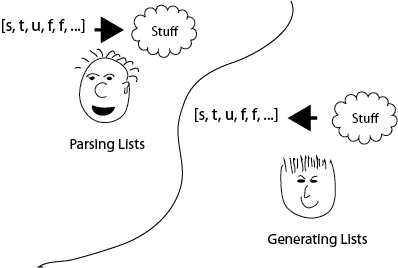 [s, t, u, f, f, ...]
Stuff
Parsing Lists
[s, t, u, f, f, ...]
Stuff
Generating Lists